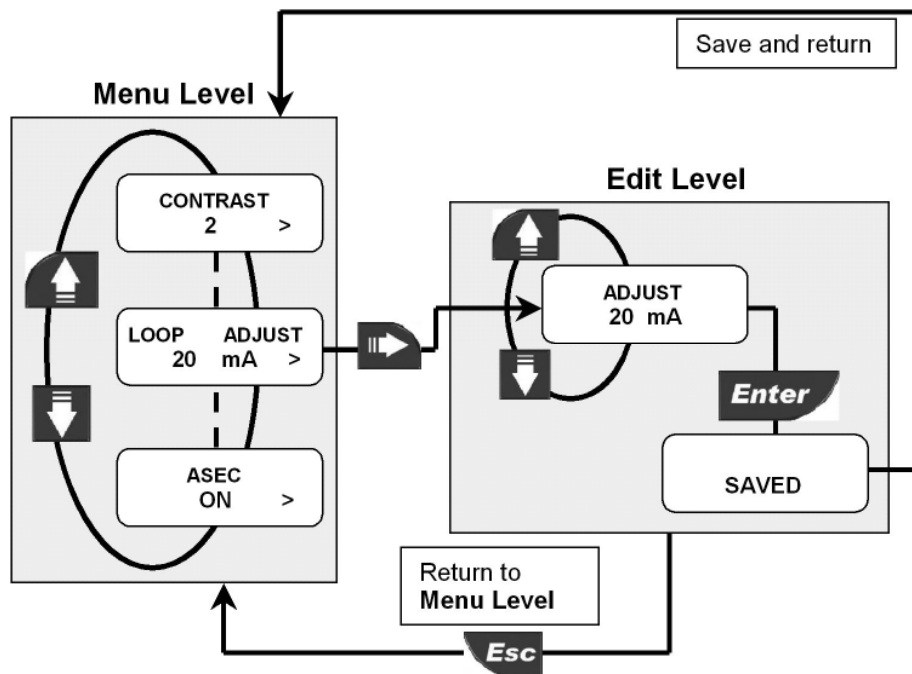 Save and return
Menu Level
CONTRAST
2 >
LOOP ADJUST
20 mA >
ASEC
ON >
Edit Level
ADJUST
20 mA
Enter
SAVED
Return to
Menu Level
Esc